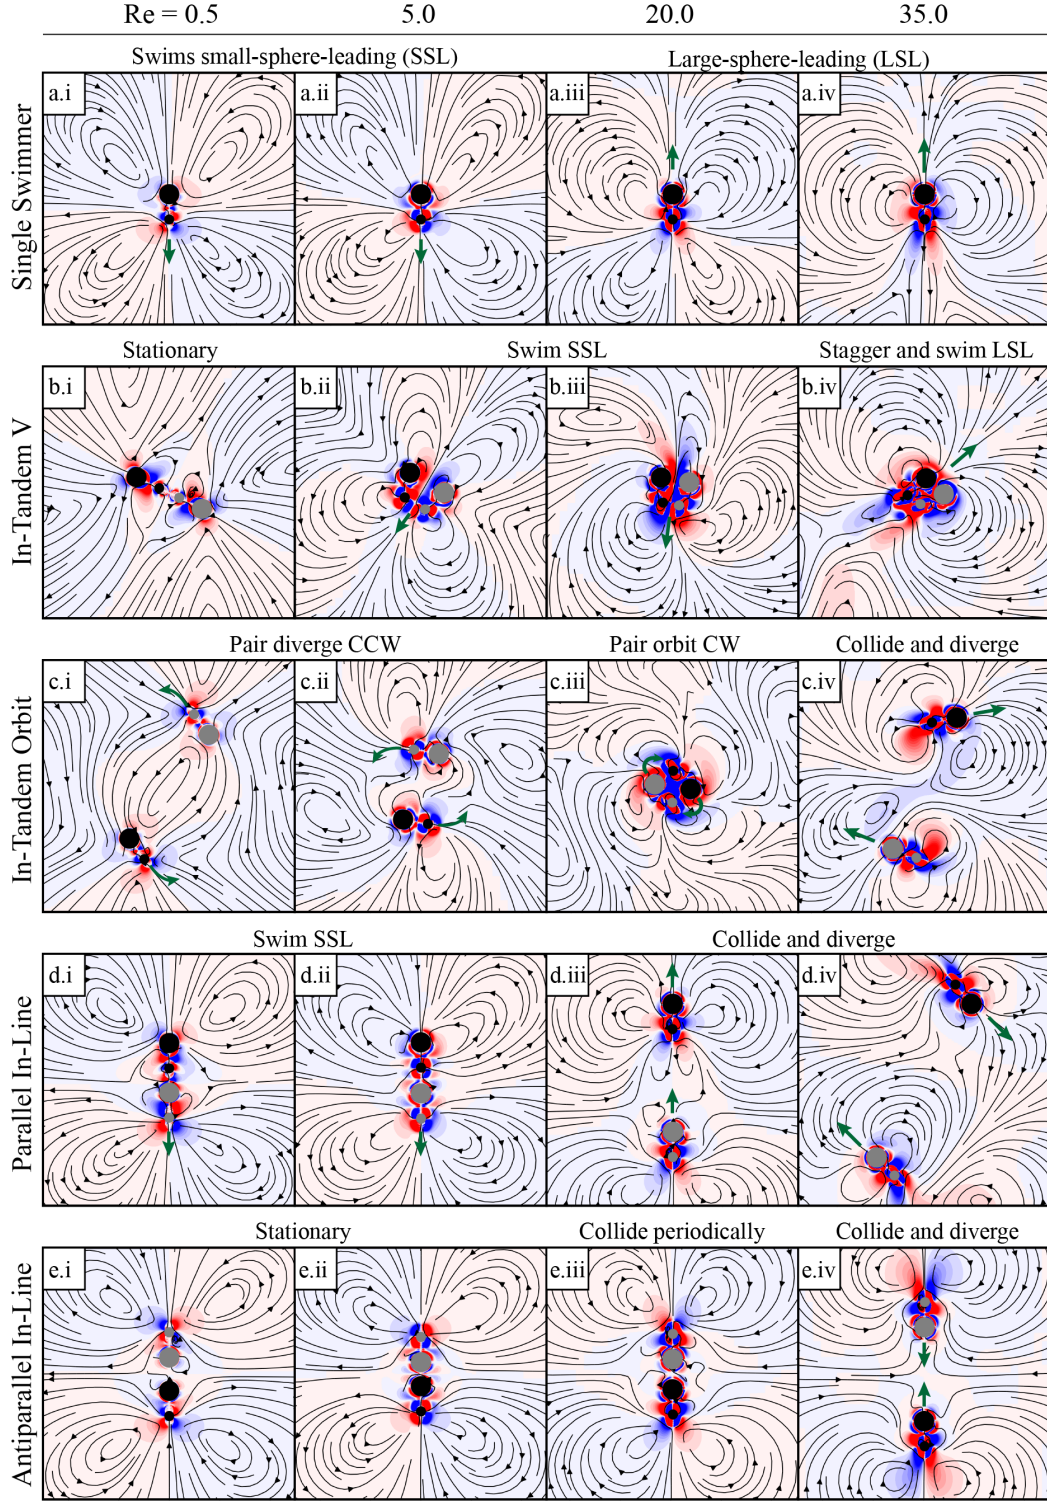 Re = 0.5 5.0 20.0 35.0
Swims small-sphere-leading (SSL) Large-sphere-leading (LSL)
Single Swimmer
a.i a.ii a.iii a.iv
Stationary Swim SSL Stagger and swim LSL
In-Tandem V
b.i b.ii b.iii b.iv
Pair diverge CCW Pair orbit CW Collide and diverge
In-Tandem Orbit
c.i c.ii c.iii c.iv
Swim SSL Collide and diverge
Parallel In-Line
d.i d.ii d.iii d.iv
Stationary Collide periodically Collide and diverge
Antiparallel In-Line
e.i e.ii e.iii e.iv